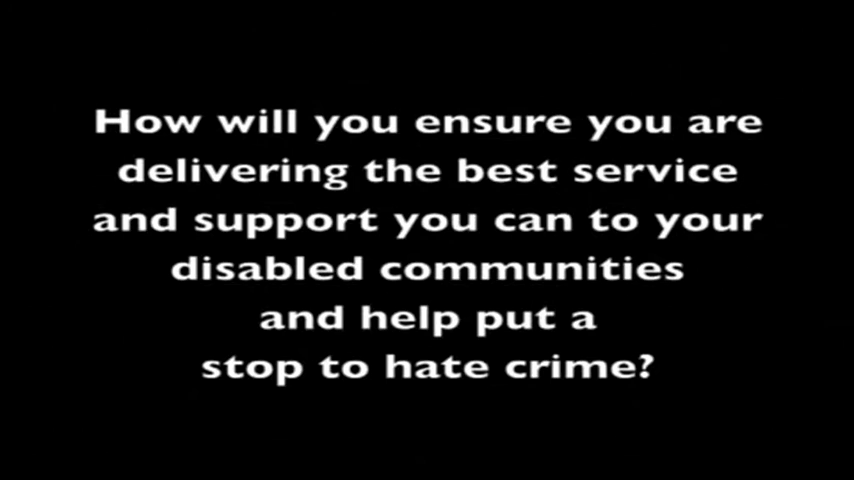 How will you ensure you are
delivering the best service
and support you can to your
disabled communities
and help put a
stop to hate crime?